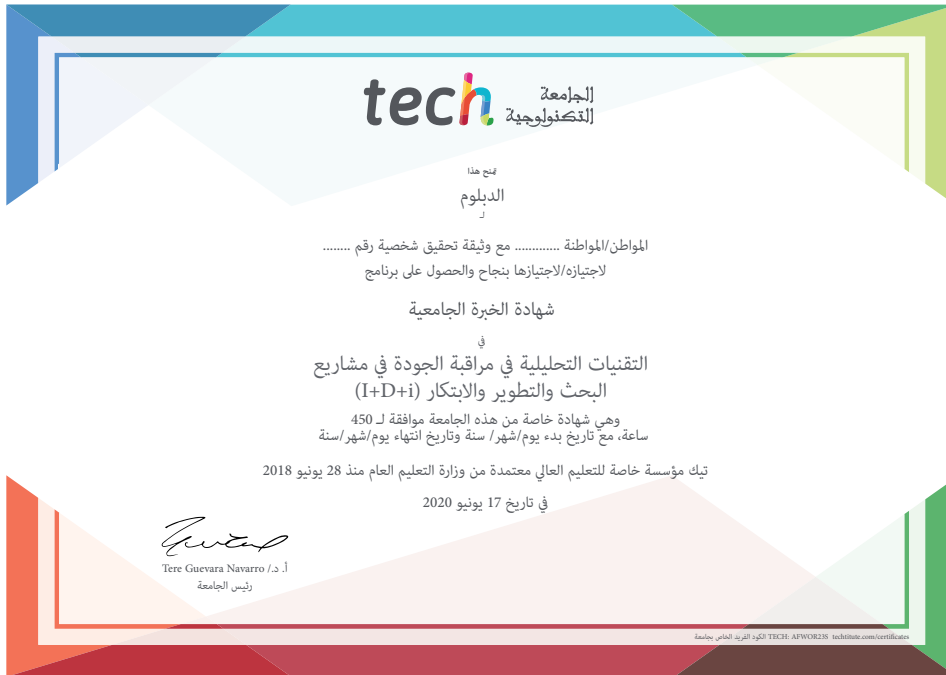 tech الجامعة
التكنولوجية
يمنح هذا
الدبلوم
لـ
المواطن/المواطنة ............. مع وثيقة تحقيق شخصية رقم ........
لاجتيازه/لاجتيازها بنجاح والحصول على برنامج
شهادة الخبرة الجامعية
في
التقنيات التحليلية في مراقبة الجودة في مشاريع
البحث والتطوير والابتكار (I+D+i)
وهي شهادة خاصة من هذه الجامعة موافقة لـ 450
ساعة، مع تاريخ بدء يوم/شهر/ سنة وتاريخ انتهاء يوم/شهر/سنة
تيك مؤسسة خاصة للتعليم العالي معتمدة من وزارة التعليم العام منذ 28 يونيو 2018
في تاريخ 17 يونيو 2020
أ. د./ Tere Guevara Navarro
رئيس الجامعة
الكود الفريد الخاص بجامعة TECH: AFWOR23S techtitute.com/certificates